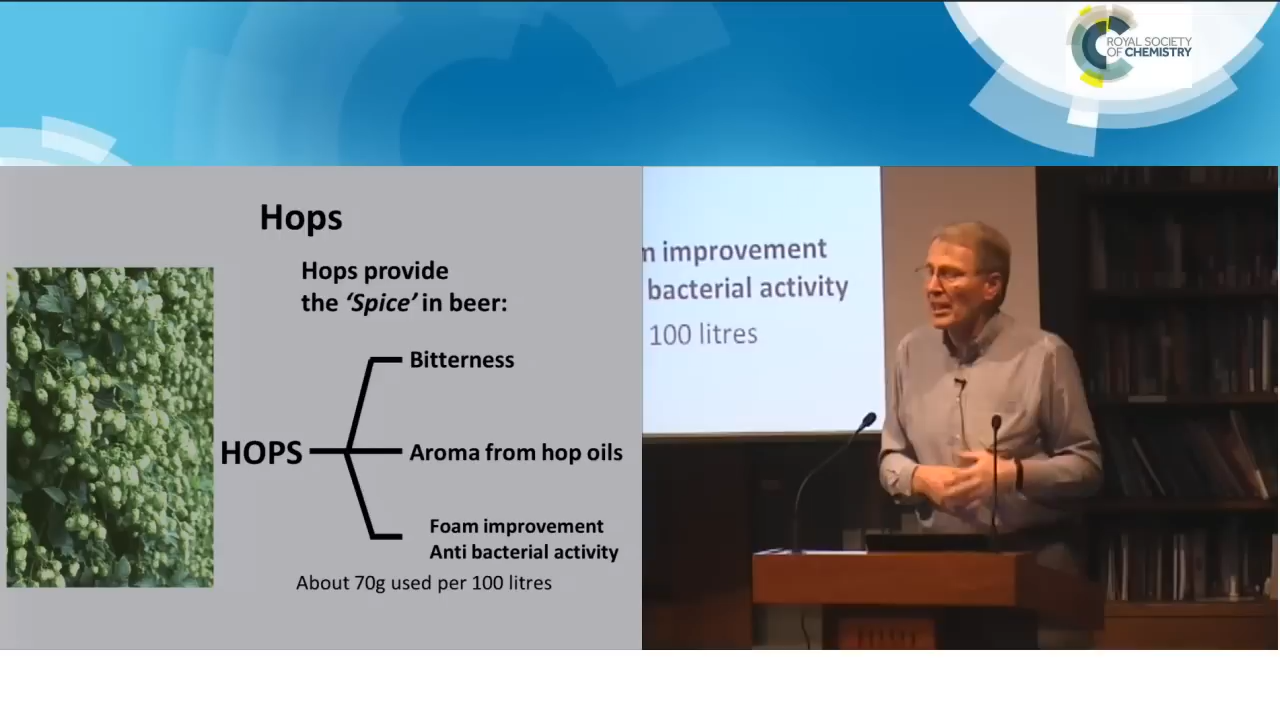 ROYAL SOCIETY
OF CHEMISTRY
Hops
Hops provide
the ‘Spice’ in beer:
Bitterness
HOPS
Aroma from hop oils
Foam improvement
Anti bacterial activity
About 70g used per 100 litres
m improvement
bacterial activity
100 litres